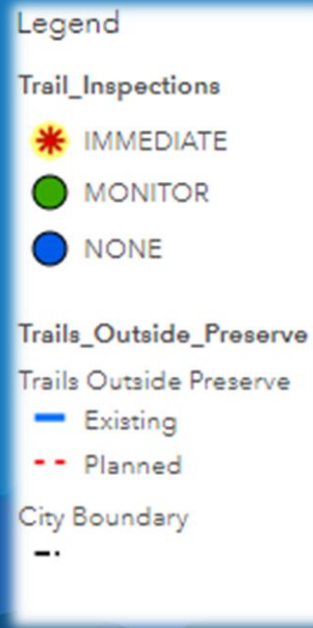 Legend
Trail_Inspections
IMMEDIATE
MONITOR
NONE
Trails_Outside_Preserve
Trails Outside Preserve
Existing
Planned
City Boundary